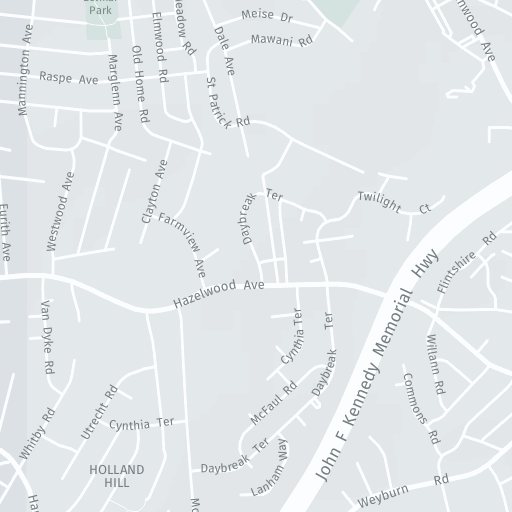 Park
Meise Dr
Mawani Rd
Meadow Rd
Elmwood Rd
Dale Ave
Mannington Ave
Raspe Ave
Marglenn Ave
Old Home Rd
St Patrick Rd
Clayton Ave
Westwood Ave
Eurith Ave
Farmview Ave
Daybreak Ter
Twilight Ct
Hazelwood Ave
John F Kennedy Memorial Hwy
Flintshire Rd
Van Dyke Rd
Cynthia Ter
Daybreak Ter
Willann Rd
Commons Rd
McFaul Rd
Utrecht Rd
Whitby Rd
Cynthia Ter
HOLLAND
HILL
Daybreak Ter
Lanham Way
Weyburn Rd